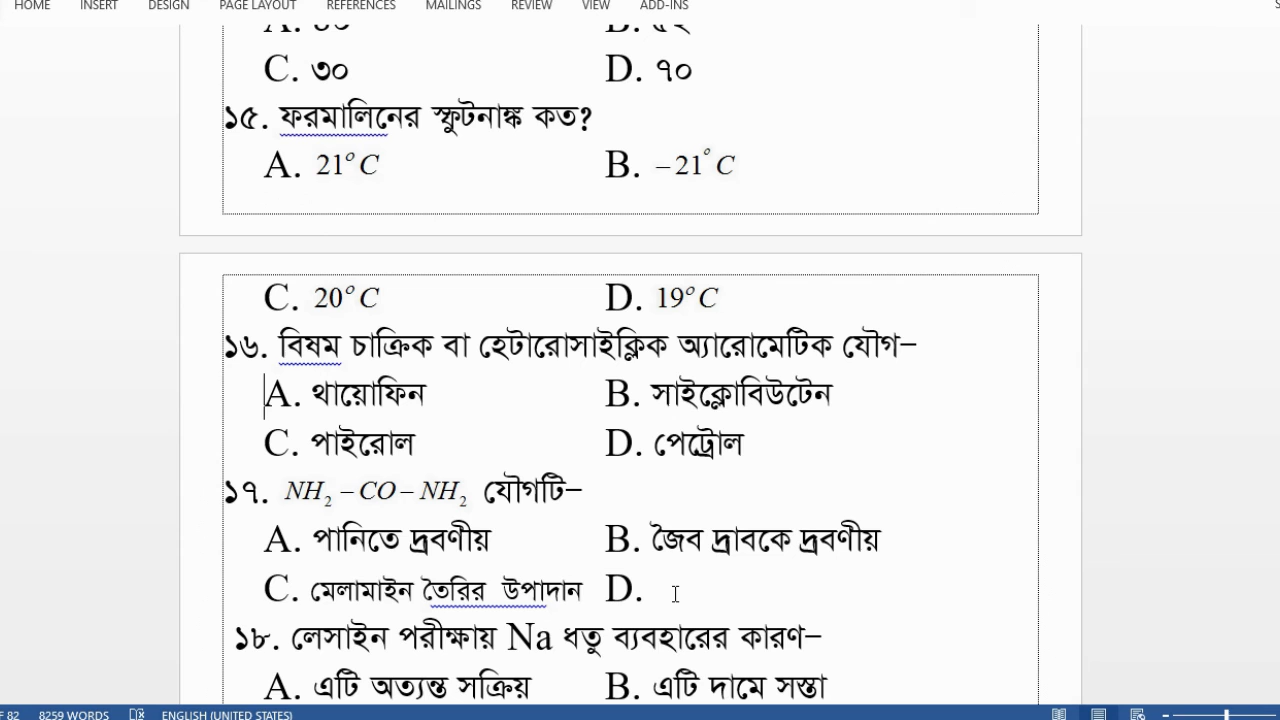 HOME INSERT DESIGN PAGE LAYOUT REFERENCES MAILINGS REVIEW VIEW ADD-INS
C. ৩০ D. ৭০
১৫. ফরমালিনের স্ফুটনাঙ্ক কত?
A. 21° C B. –21° C
C. 20° C D. 19° C
১৬. বিষম চাক্রিক বা হেটারোসাইক্লিক অ্যারোমেটিক যৌগ–
A. থায়োফিন B. সাইক্লোবিউটেন
C. পাইরোল D. পেট্রোল
১৭. NH₂ – CO – NH₂ যৌগটি–
A. পানিতে দ্রবণীয় B. জৈব দ্রাবকে দ্রবণীয়
C. মেলামাইন তৈরির উপাদান D.
১৮. লেসাইন পরীক্ষায় Na ধতু ব্যবহারের কারণ–
A. এটি অত্যন্ত সক্রিয় B. এটি দামে সস্তা
F 82 8259 WORDS ENGLISH (UNITED STATES)